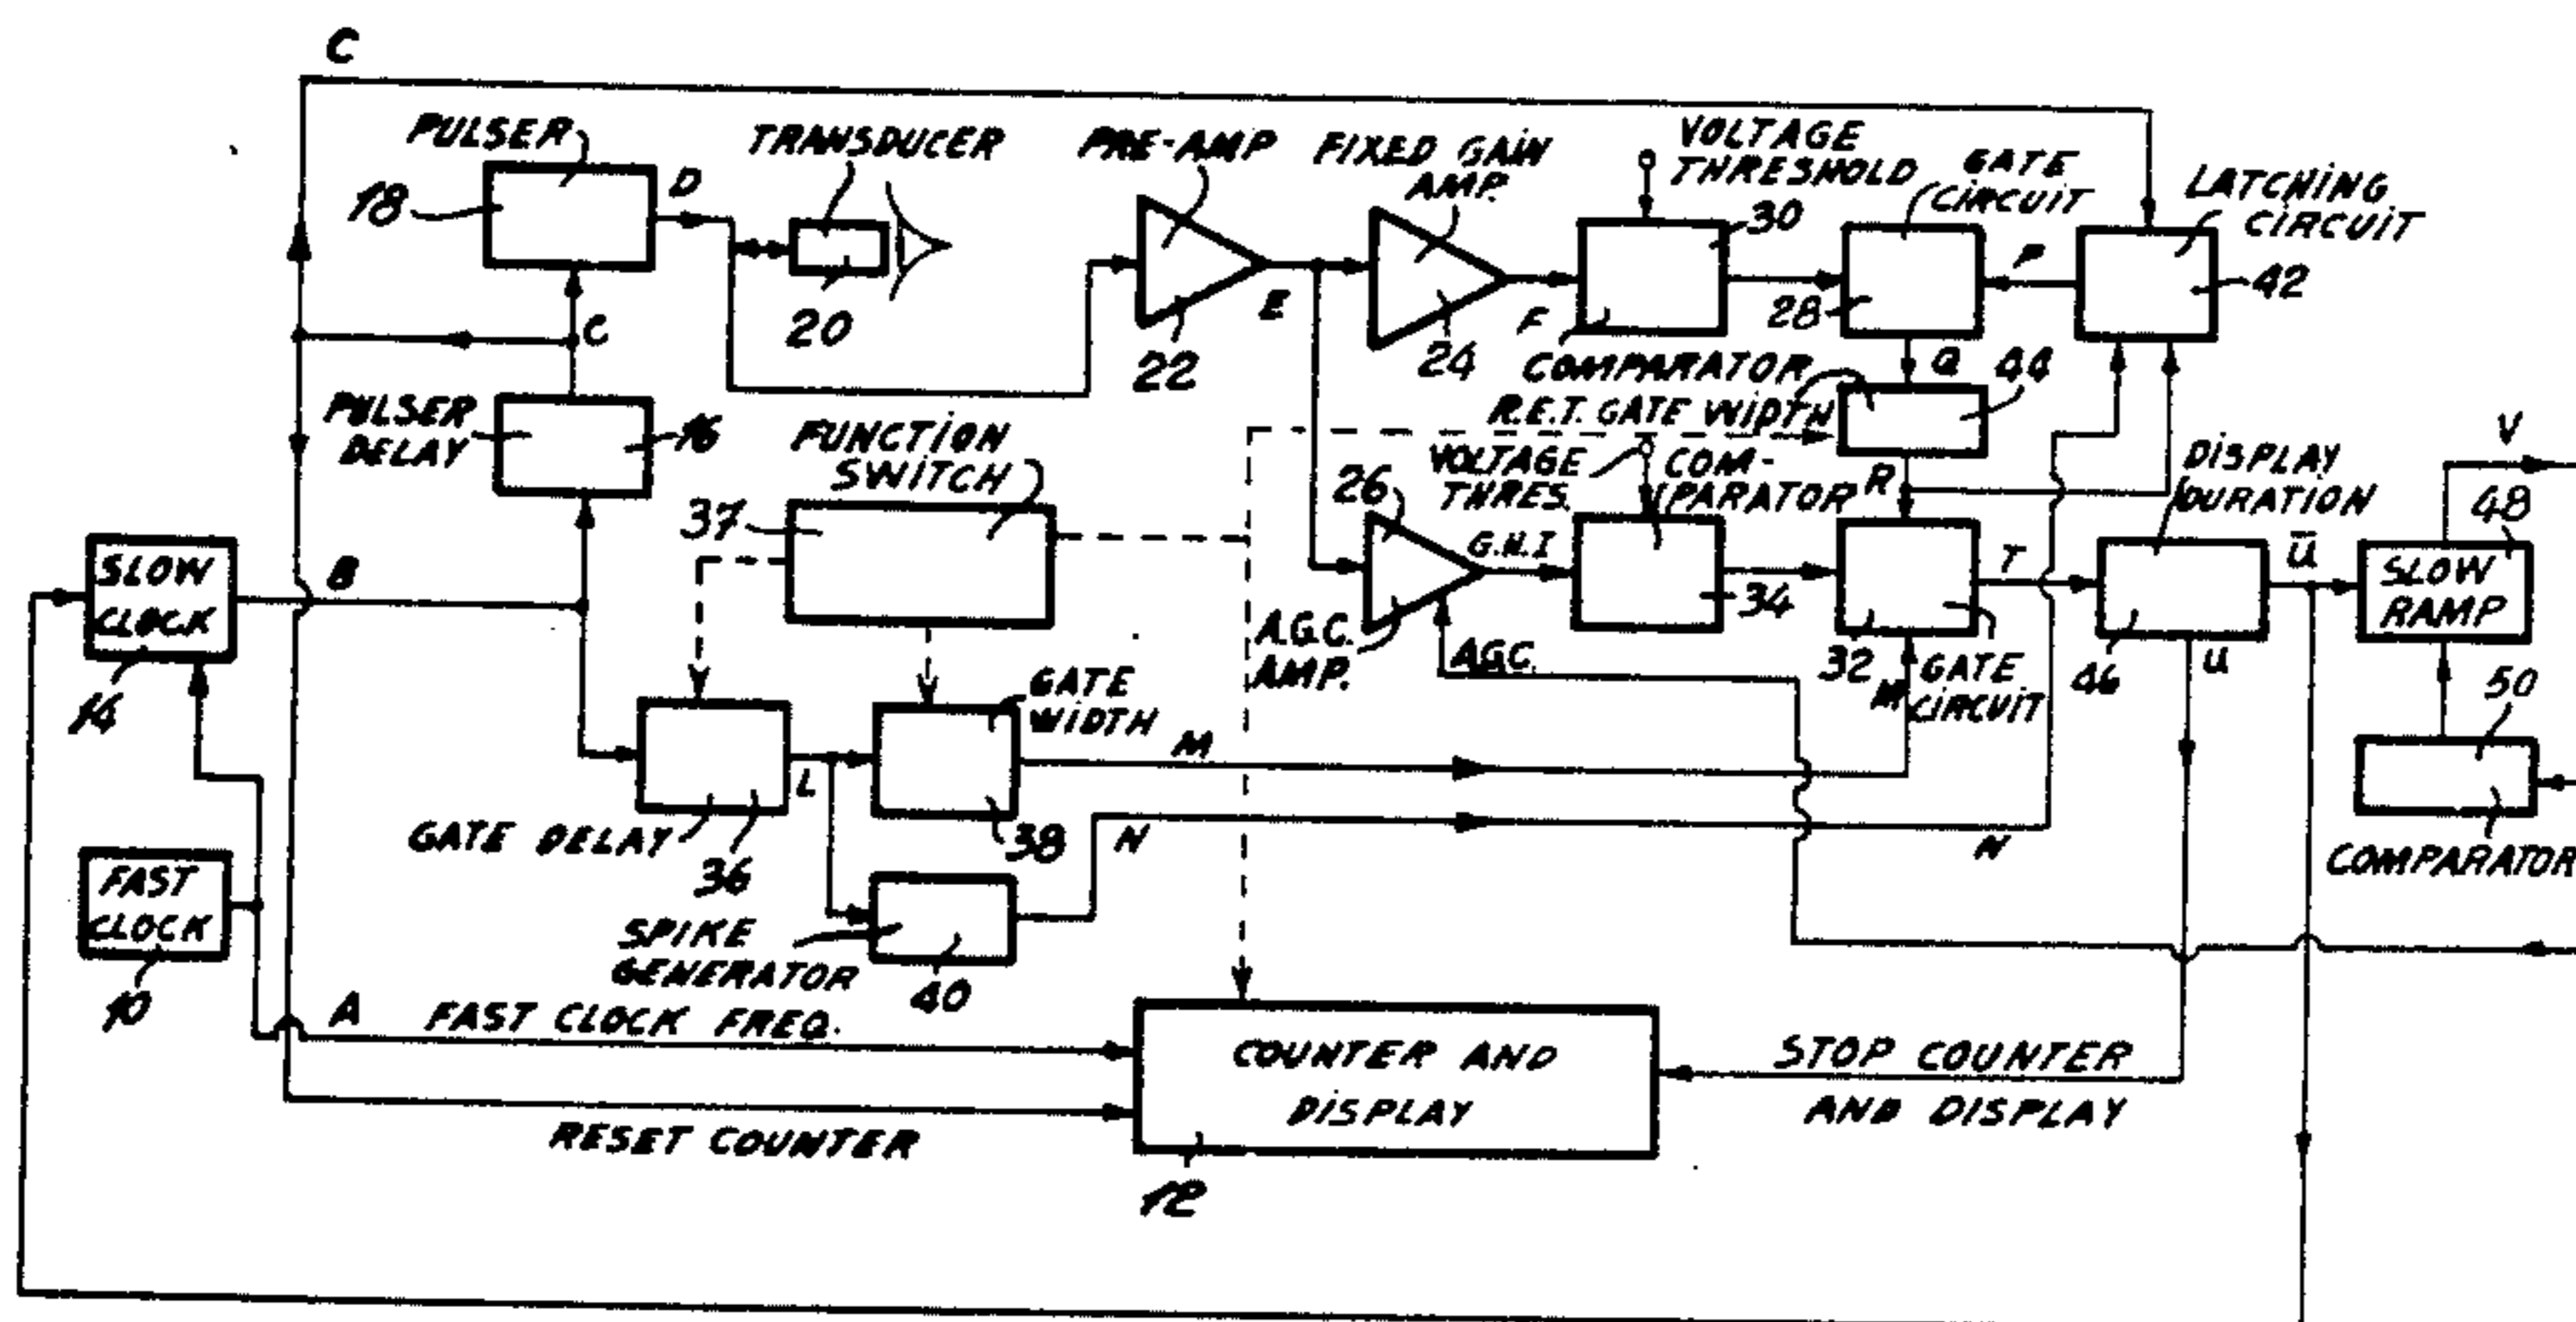 C
PULSER
18
D
TRANSDUCER
20
PRE-AMP
22
E
FIXED GAIN
AMP.
24
VOLTAGE
THRESHOLD
30
F
COMPARATOR
GATE
CIRCUIT
28
P
LATCHING
CIRCUIT
42
C
PULSER
DELAY
16
Q
44
R.E.T. GATE WIDTH
FUNCTION
SWITCH
37
VOLTAGE
THRES.
COM-
PARATOR
R
26
G.H.I
A.G.C.
AMP.
AGC.
34
32
GATE
CIRCUIT
M
T
DISPLAY
DURATION
46
U
Ū
V
48
SLOW
RAMP
50
COMPARATOR
SLOW
CLOCK
14
B
GATE DELAY
36
L
GATE
WIDTH
38
M
N
N
FAST
CLOCK
10
SPIKE
GENERATOR
40
A
FAST CLOCK FREQ.
RESET COUNTER
COUNTER AND
DISPLAY
12
STOP COUNTER
AND DISPLAY